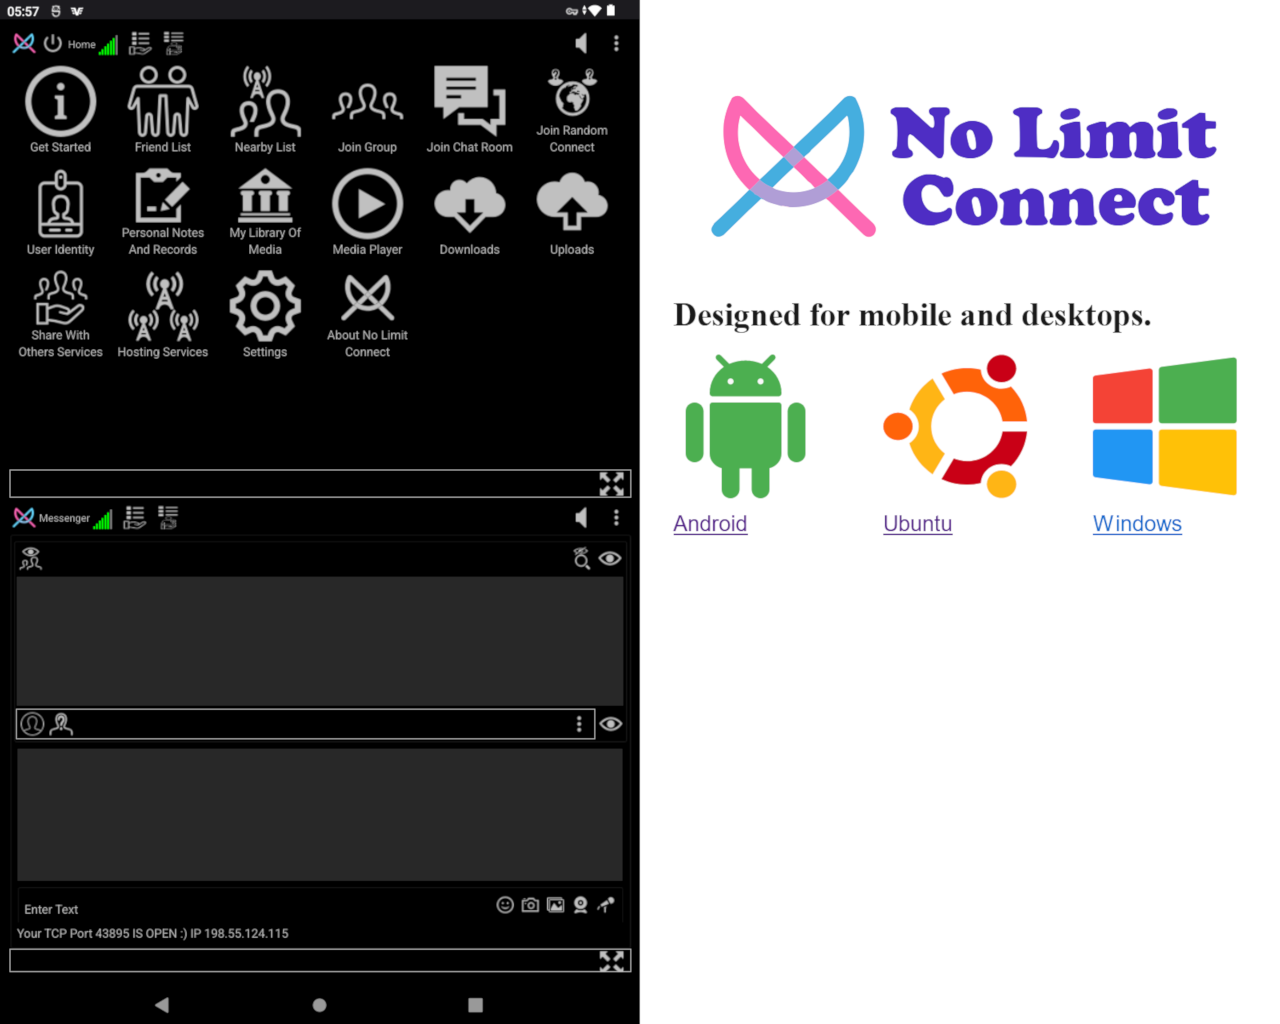 05:57
Home
Get Started
Friend List
Nearby List
Join Group
Join Chat Room
Join Random
Connect
User Identity
Personal Notes
And Records
My Library Of
Media
Media Player
Downloads
Uploads
Share With
Others Services
Hosting Services
Settings
About No Limit
Connect
Messenger
Enter Text
Your TCP Port 43895 IS OPEN :) IP 198.55.124.115
No Limit
Connect
Designed for mobile and desktops.
Android
Ubuntu
Windows